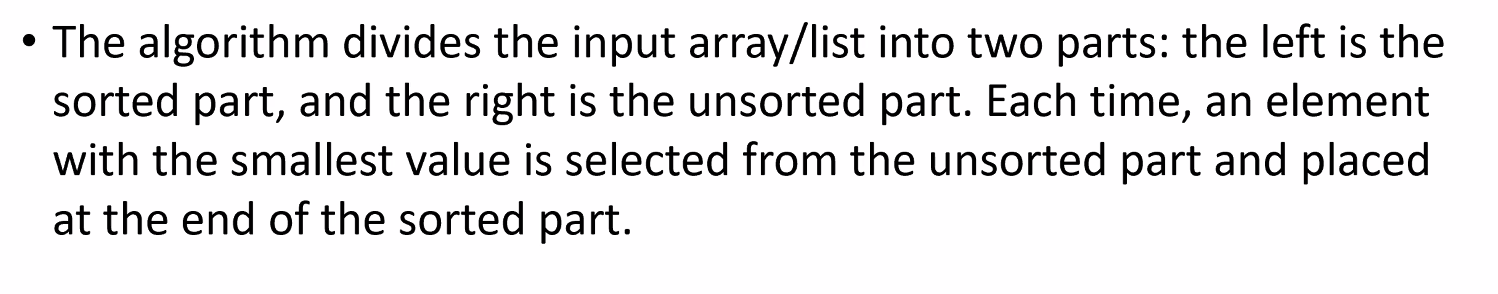 • The algorithm divides the input array/list into two parts: the left is the
sorted part, and the right is the unsorted part. Each time, an element
with the smallest value is selected from the unsorted part and placed
at the end of the sorted part.